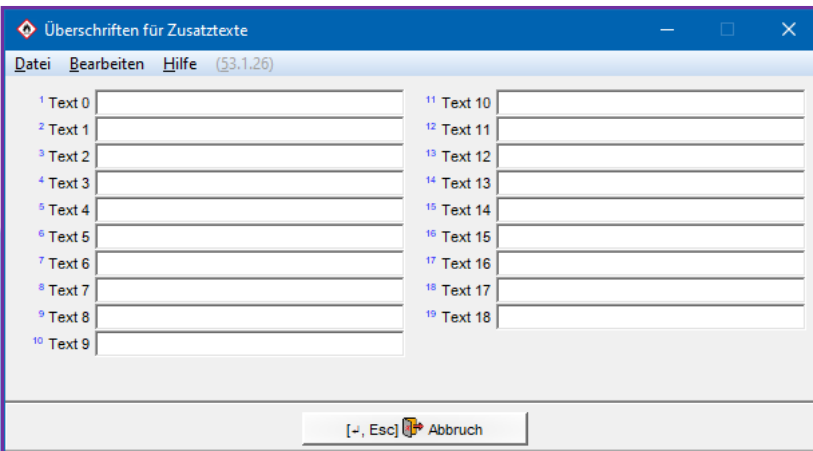 Überschriften für Zusatztexte
Datei Bearbeiten Hilfe (53.1.26)
1 Text 0
2 Text 1
3 Text 2
4 Text 3
5 Text 4
6 Text 5
7 Text 6
8 Text 7
9 Text 8
10 Text 9
11 Text 10
12 Text 11
13 Text 12
14 Text 13
15 Text 14
16 Text 15
17 Text 16
18 Text 17
19 Text 18
[↵, Esc] Abbruch